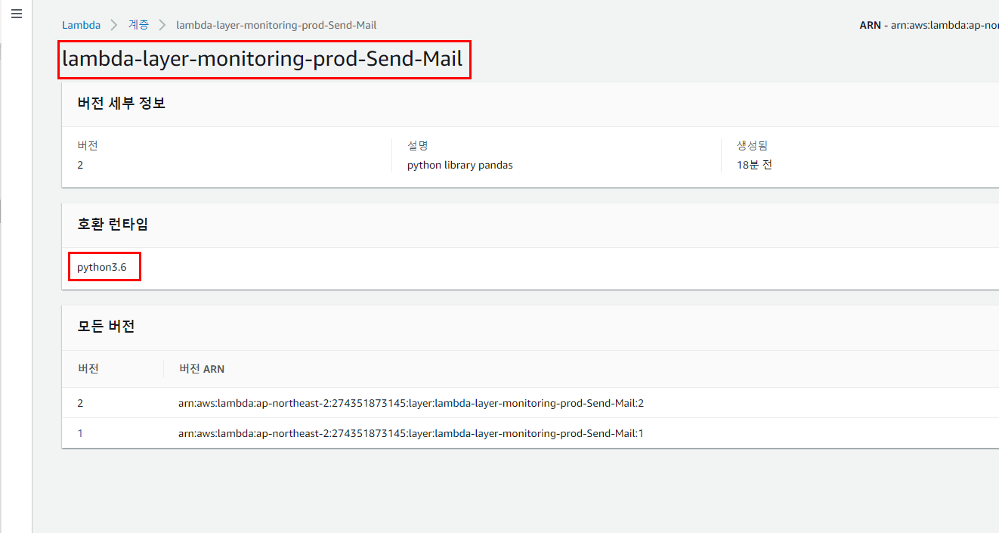 Lambda 계층 lambda-layer-monitoring-prod-Send-Mail ARN - arn:aws:lambda:ap-nor
lambda-layer-monitoring-prod-Send-Mail
버전 세부 정보
버전 설명 생성됨
2 python library pandas 18분 전
호환 런타임
python3.6
모든 버전
버전 버전 ARN
2 arn:aws:lambda:ap-northeast-2:274351873145:layer:lambda-layer-monitoring-prod-Send-Mail:2
1 arn:aws:lambda:ap-northeast-2:274351873145:layer:lambda-layer-monitoring-prod-Send-Mail:1